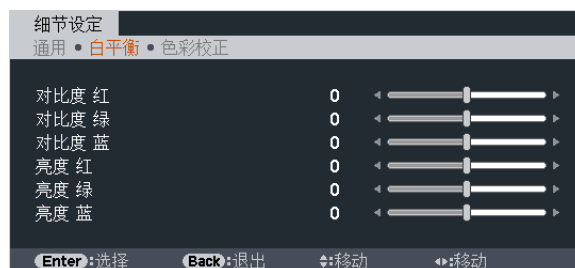 细节设定
通用 • 白平衡 • 色彩校正
对比度 红 0
对比度 绿 0
对比度 蓝 0
亮度 红 0
亮度 绿 0
亮度 蓝 0
Enter:选择 Back:退出 :移动 :移动